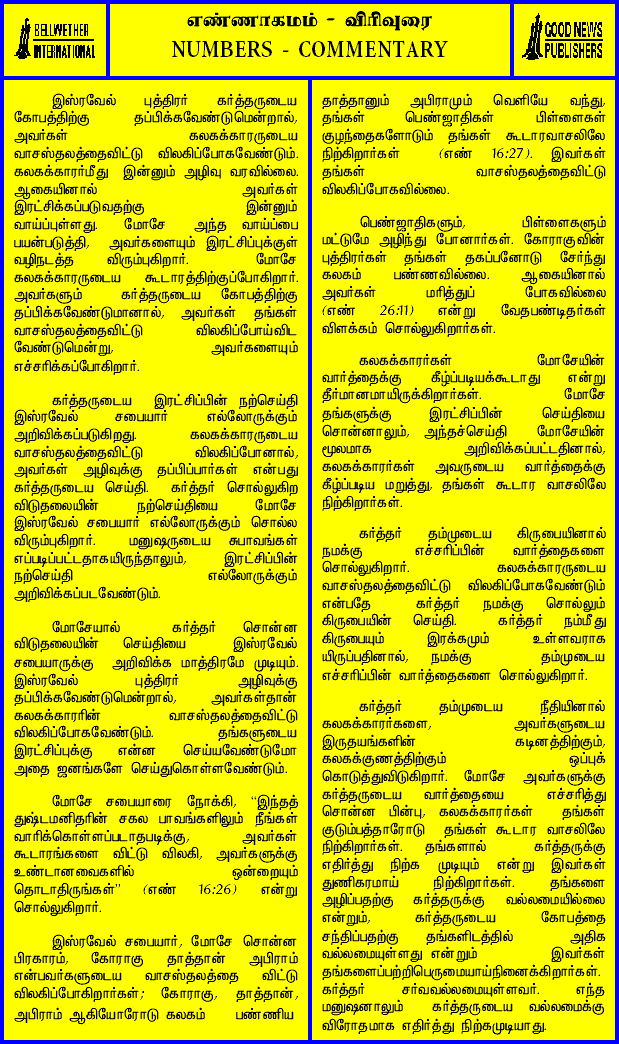 BELLWETHER
INTERNATIONAL
எண்ணாகமம் - விரிவுரை
NUMBERS - COMMENTARY
GOOD NEWS
PUBLISHERS
இஸ்ரவேல் புத்திரர் கர்த்தருடைய
கோபத்திற்கு தப்பிக்கவேண்டுமென்றால்,
அவர்கள் கலகக்காரருடைய
வாசஸ்தலத்தைவிட்டு விலகிப்போகவேண்டும்.
கலகக்காரர்மீது இன்னும் அழிவு வரவில்லை.
ஆகையினால் அவர்கள்
இரட்சிக்கப்படுவதற்கு இன்னும்
வாய்ப்புள்ளது. மோசே அந்த வாய்ப்பை
பயன்படுத்தி, அவர்களையும் இரட்சிப்புக்குள்
வழிநடத்த விரும்புகிறார். மோசே
கலகக்காரருடைய கூடாரத்திற்குப்போகிறார்.
அவர்களும் கர்த்தருடைய கோபத்திற்கு
தப்பிக்கவேண்டுமானால், அவர்கள் தங்கள்
வாசஸ்தலத்தைவிட்டு விலகிப்போய்விட
வேண்டுமென்று, அவர்களையும்
எச்சரிக்கப்போகிறார்.
கர்த்தருடைய இரட்சிப்பின் நற்செய்தி
இஸ்ரவேல் சபையார் எல்லோருக்கும்
அறிவிக்கப்படுகிறது. கலகக்காரருடைய
வாசஸ்தலத்தைவிட்டு விலகிப்போனால்,
அவர்கள் அழிவுக்கு தப்பிப்பார்கள் என்பது
கர்த்தருடைய செய்தி. கர்த்தர் சொல்லுகிற
விடுதலையின் நற்செய்தியை மோசே
இஸ்ரவேல் சபையார் எல்லோருக்கும் சொல்ல
விரும்புகிறார். மனுஷருடைய சுபாவங்கள்
எப்படிப்பட்டதாகயிருந்தாலும், இரட்சிப்பின்
நற்செய்தி எல்லோருக்கும்
அறிவிக்கப்படவேண்டும்.
மோசேயால் கர்த்தர் சொன்ன
விடுதலையின் செய்தியை இஸ்ரவேல்
சபையாருக்கு அறிவிக்க மாத்திரமே முடியும்.
இஸ்ரவேல் புத்திரர் அழிவுக்கு
தப்பிக்கவேண்டுமென்றால், அவர்கள்தான்
கலகக்காரரின் வாசஸ்தலத்தைவிட்டு
விலகிப்போகவேண்டும். தங்களுடைய
இரட்சிப்புக்கு என்ன செய்யவேண்டுமோ
அதை ஜனங்களே செய்துகொள்ளவேண்டும்.
மோசே சபையாரை நோக்கி, "இந்தத்
துஷ்டமனிதரின் சகல பாவங்களிலும் நீங்கள்
வாரிக்கொள்ளப்படாதபடிக்கு, அவர்கள்
கூடாரங்களை விட்டு விலகி, அவர்களுக்கு
உண்டானவைகளில் ஒன்றையும்
தொடாதிருங்கள்" (எண் 16:26) என்று
சொல்லுகிறார்.
இஸ்ரவேல் சபையார், மோசே சொன்ன
பிரகாரம், கோராகு தாத்தான் அபிராம்
என்பவர்களுடைய வாசஸ்தலத்தை விட்டு
விலகிப்போகிறார்கள்; கோராகு, தாத்தான்,
அபிராம் ஆகியோரோடு கலகம் பண்ணிய
தாத்தானும் அபிராமும் வெளியே வந்து,
தங்கள் பெண்ஜாதிகள் பிள்ளைகள்
குழந்தைகளோடும் தங்கள் கூடாரவாசலிலே
நிற்கிறார்கள் (எண் 16:27). இவர்கள்
தங்கள் வாசஸ்தலத்தைவிட்டு
விலகிப்போகவில்லை.
பெண்ஜாதிகளும், பிள்ளைகளும்
மட்டுமே அழிந்து போனார்கள். கோராகுவின்
புத்திரர்கள் தங்கள் தகப்பனோடு சேர்ந்து
கலகம் பண்ணவில்லை. ஆகையினால்
அவர்கள் மரித்துப் போகவில்லை
(எண் 26:11) என்று வேதபண்டிதர்கள்
விளக்கம் சொல்லுகிறார்கள்.
கலகக்காரர்கள் மோசேயின்
வார்த்தைக்கு கீழ்ப்படியக்கூடாது என்று
தீர்மானமாயிருக்கிறார்கள். மோசே
தங்களுக்கு இரட்சிப்பின் செய்தியை
சொன்னாலும், அந்தச்செய்தி மோசேயின்
மூலமாக அறிவிக்கப்பட்டதினால்,
கலகக்காரர்கள் அவருடைய வார்த்தைக்கு
கீழ்ப்படிய மறுத்து, தங்கள் கூடார வாசலிலே
நிற்கிறார்கள்.
கர்த்தர் தம்முடைய கிருபையினால்
நமக்கு எச்சரிப்பின் வார்த்தைகளை
சொல்லுகிறார். கலகக்காரருடைய
வாசஸ்தலத்தைவிட்டு விலகிப்போகவேண்டும்
என்பதே கர்த்தர் நமக்கு சொல்லும்
கிருபையின் செய்தி. கர்த்தர் நம்மீது
கிருபையும் இரக்கமும் உள்ளவராக
யிருப்பதினால், நமக்கு தம்முடைய
எச்சரிப்பின் வார்த்தைகளை சொல்லுகிறார்.
கர்த்தர் தம்முடைய நீதியினால்
கலகக்காரர்களை, அவர்களுடைய
இருதயங்களின் கடினத்திற்கும்,
கலகக்குணத்திற்கும் ஒப்புக்
கொடுத்துவிடுகிறார். மோசே அவர்களுக்கு
கர்த்தருடைய வார்த்தையை எச்சரித்து
சொன்ன பின்பு, கலகக்காரர்கள் தங்கள்
குடும்பத்தாரோடு தங்கள் கூடார வாசலிலே
நிற்கிறார்கள். தங்களால் கர்த்தருக்கு
எதிர்த்து நிற்க முடியும் என்று இவர்கள்
துணிகரமாய் நிற்கிறார்கள். தங்களை
அழிப்பதற்கு கர்த்தருக்கு வல்லமையில்லை
என்றும், கர்த்தருடைய கோபத்தை
சந்திப்பதற்கு தங்களிடத்தில் அதிக
வல்லமையுள்ளது என்றும் இவர்கள்
தங்களைப்பற்றிபெருமையாய்நினைக்கிறார்கள்.
கர்த்தர் சர்வவல்லமையுள்ளவர். எந்த
மனுஷனாலும் கர்த்தருடைய வல்லமைக்கு
விரோதமாக எதிர்த்து நிற்கமுடியாது.